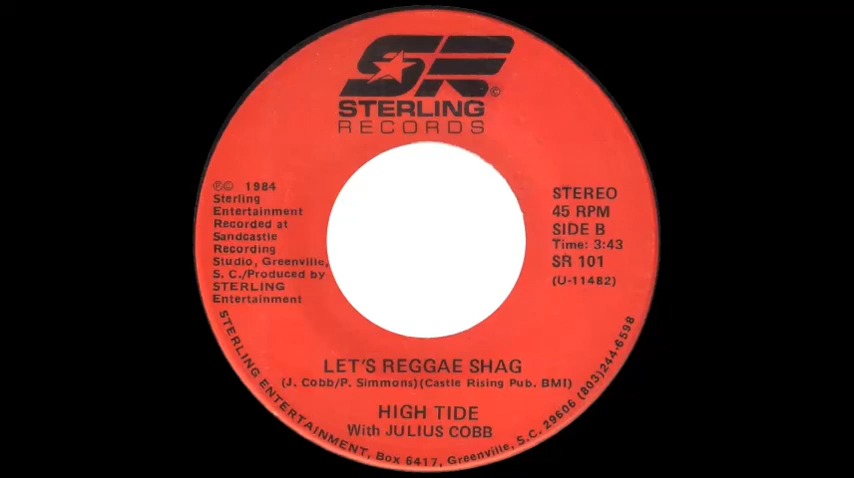 SR
©
STERLING
RECORDS
℗© 1984
Sterling
Entertainment
Recorded at
Sandcastle
Recording
Studio, Greenville,
S. C./Produced by
STERLING
Entertainment
STEREO
45 RPM
SIDE B
Time: 3:43
SR 101
(U-11482)
LET'S REGGAE SHAG
(J. Cobb/P. Simmons)(Castle Rising Pub. BMI)
HIGH TIDE
With JULIUS COBB
STERLING ENTERTAINMENT, Box 6417, Greenville, S.C. 29606 (803)244-6598